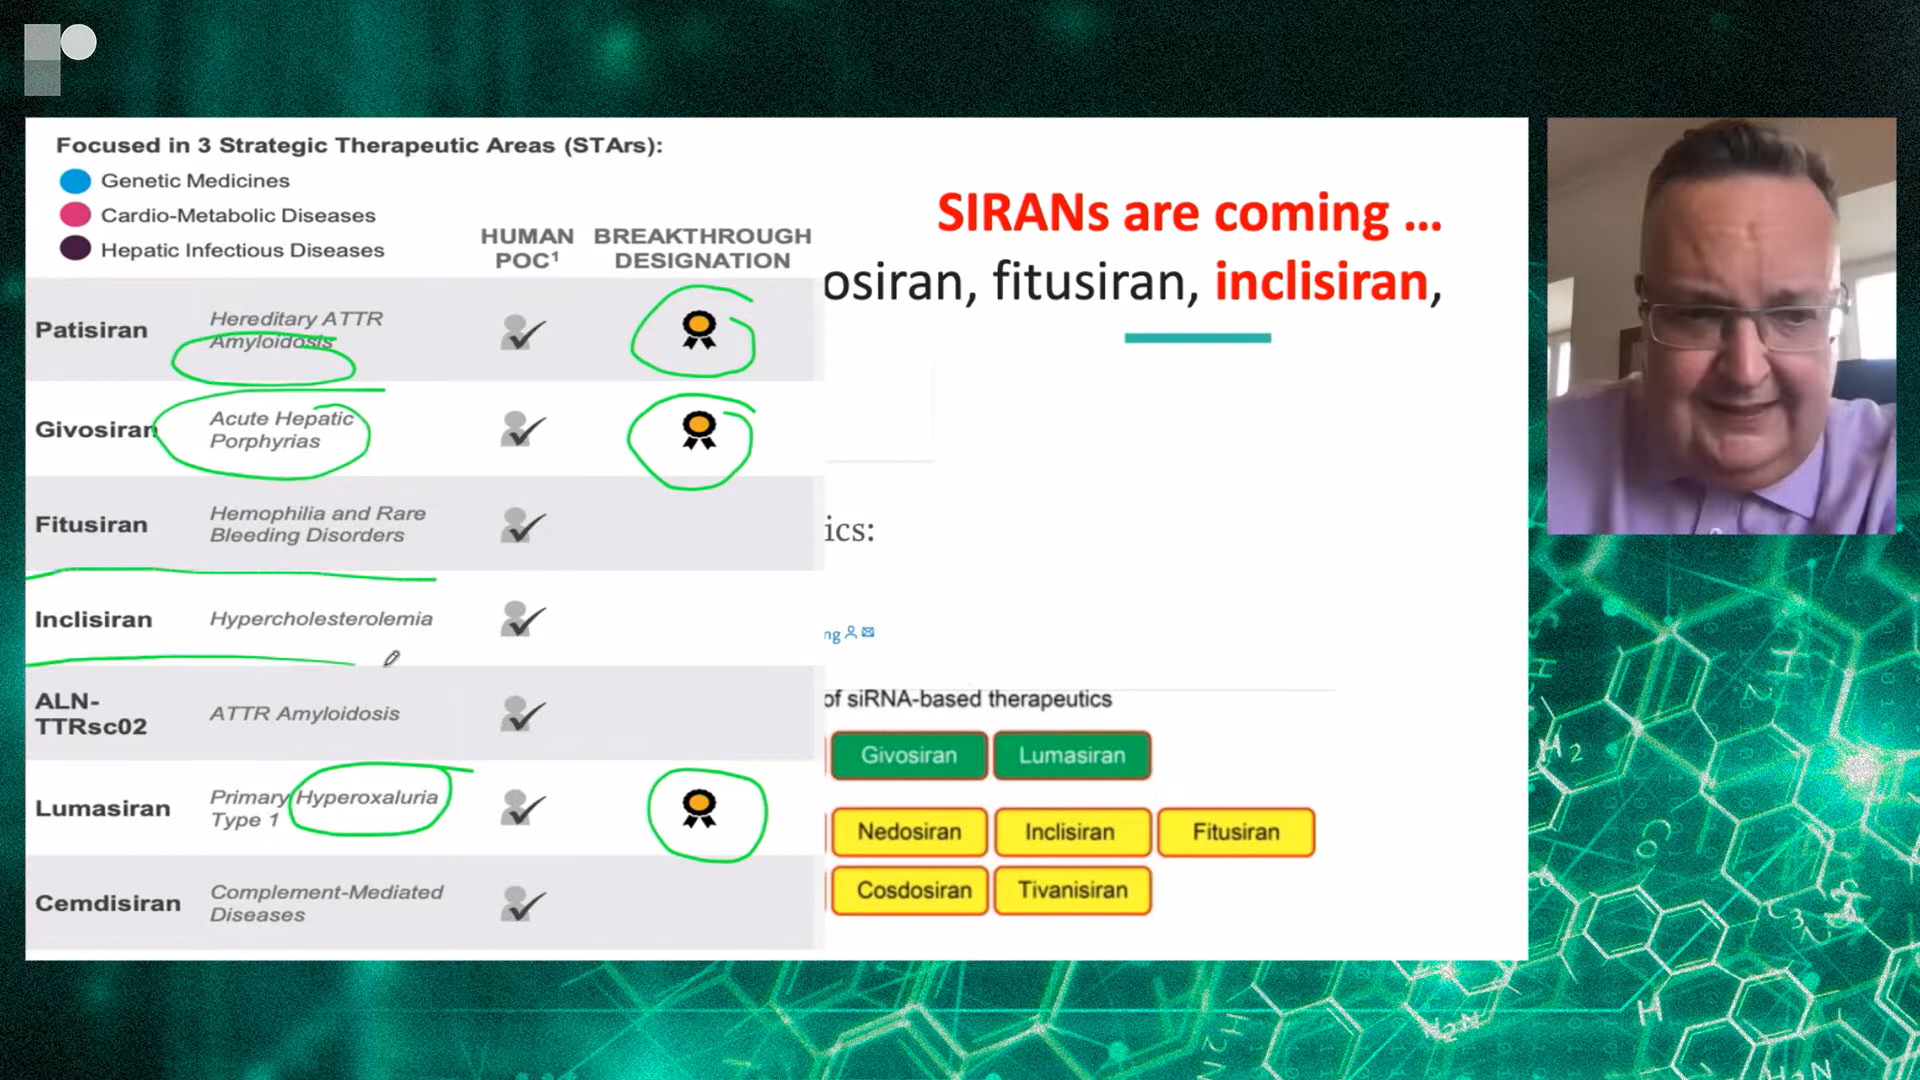 Focused in 3 Strategic Therapeutic Areas (STArs):
Genetic Medicines
Cardio-Metabolic Diseases
Hepatic Infectious Diseases
HUMAN
POC¹
BREAKTHROUGH
DESIGNATION
Patisiran
Hereditary ATTR
Amyloidosis
Givosiran
Acute Hepatic
Porphyrias
Fitusiran
Hemophilia and Rare
Bleeding Disorders
Inclisiran
Hypercholesterolemia
ALN-
TTRsc02
ATTR Amyloidosis
Lumasiran
Primary Hyperoxaluria
Type 1
Cemdisiran
Complement-Mediated
Diseases
SIRANs are coming ...
osiran, fitusiran, inclisiran,
ics:
ng
of siRNA-based therapeutics
Givosiran Lumasiran
Nedosiran Inclisiran Fitusiran
Cosdosiran Tivanisiran